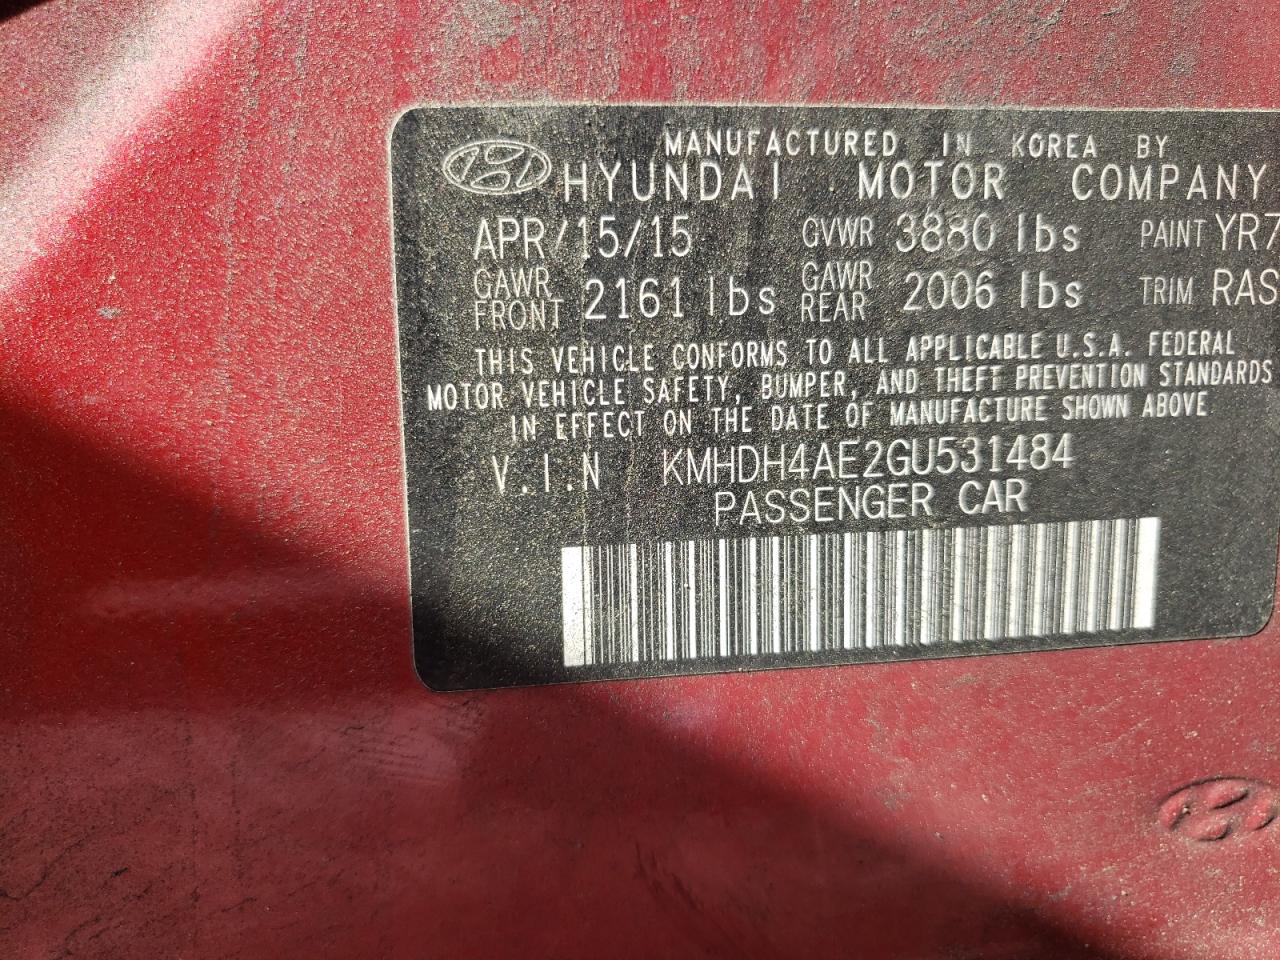 MANUFACTURED IN KOREA BY
HYUNDAI MOTOR COMPANY
APR/15/15 GVWR 3880 lbs PAINT YR7
GAWR FRONT 2161 lbs GAWR REAR 2006 lbs TRIM RAS
THIS VEHICLE CONFORMS TO ALL APPLICABLE U.S.A. FEDERAL
MOTOR VEHICLE SAFETY, BUMPER, AND THEFT PREVENTION STANDARDS
IN EFFECT ON THE DATE OF MANUFACTURE SHOWN ABOVE
V.I.N KMHDH4AE2GU531484
PASSENGER CAR